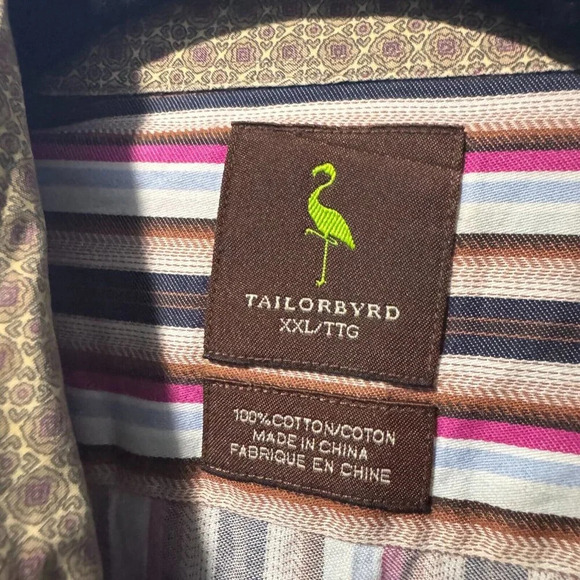 TAILORBYRD
XXL/TTG
100% COTTON/COTON
MADE IN CHINA
FABRIQUE EN CHINE